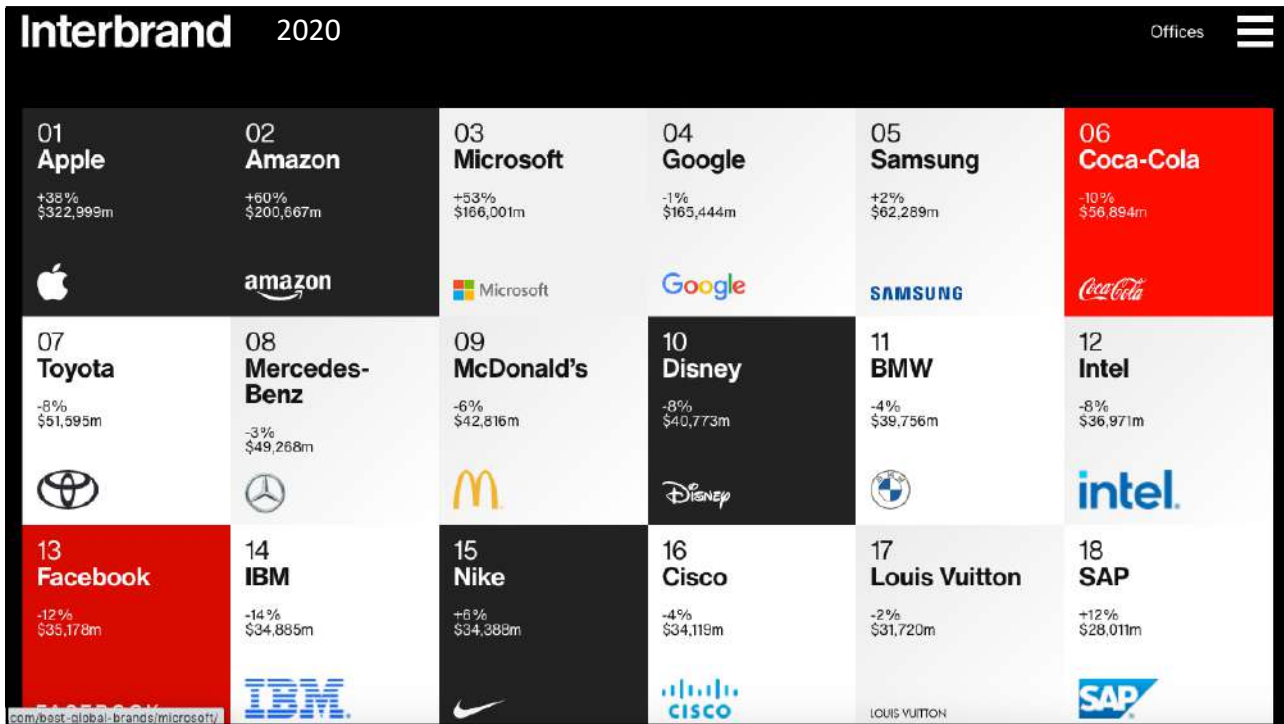 Interbrand
2020
Offices
01
Apple
+38%
$322,999m
02
Amazon
+60%
$200,667m
amazon
03
Microsoft
+53%
$166,001m
Microsoft
04
Google
-1%
$165,444m
Google
05
Samsung
+2%
$62,289m
SAMSUNG
06
Coca-Cola
-10%
$56,894m
Coca-Cola
07
Toyota
-8%
$51,595m
08
Mercedes-
Benz
-3%
$49,268m
09
McDonald's
-6%
$42,816m
10
Disney
-8%
$40,773m
Disney
11
BMW
-4%
$39,756m
12
Intel
-8%
$36,971m
intel.
13
Facebook
-12%
$35,178m
FACEBOOK
14
IBM
-14%
$34,885m
IBM.
15
Nike
+6%
$34,388m
16
Cisco
-4%
$34,119m
CISCO
17
Louis Vuitton
-2%
$31,720m
LOUIS VUITTON
18
SAP
+12%
$28,011m
SAP
com/best-global-brands/microsoft/